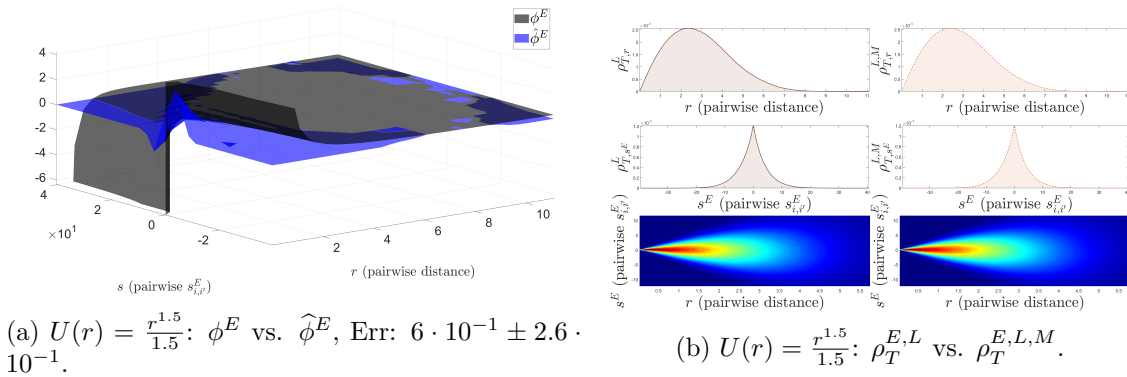 ϕ^E
ϕ̂^E
4
2
0
-2
-4
-6
4
2
0
-2
×10^1
2
4
6
8
10
s (pairwise s^E_{i,i'})
r (pairwise distance)
(a) U(r) = r^{1.5}/1.5: ϕ^E vs. ϕ̂^E, Err: 6 · 10^{−1} ± 2.6 ·
10^{−1}.
ρ^L_{T,r}
r (pairwise distance)
ρ^{L,M}_{T,r}
r (pairwise distance)
ρ^L_{T,s^E}
s^E (pairwise s^E_{i,i'})
ρ^{L,M}_{T,s^E}
s^E (pairwise s^E_{i,i'})
s^E (pairwise s^E_{i,i'})
r (pairwise distance)
s^E (pairwise s^E_{i,i'})
r (pairwise distance)
(b) U(r) = r^{1.5}/1.5: ρ_T^{E,L} vs. ρ_T^{E,L,M}.